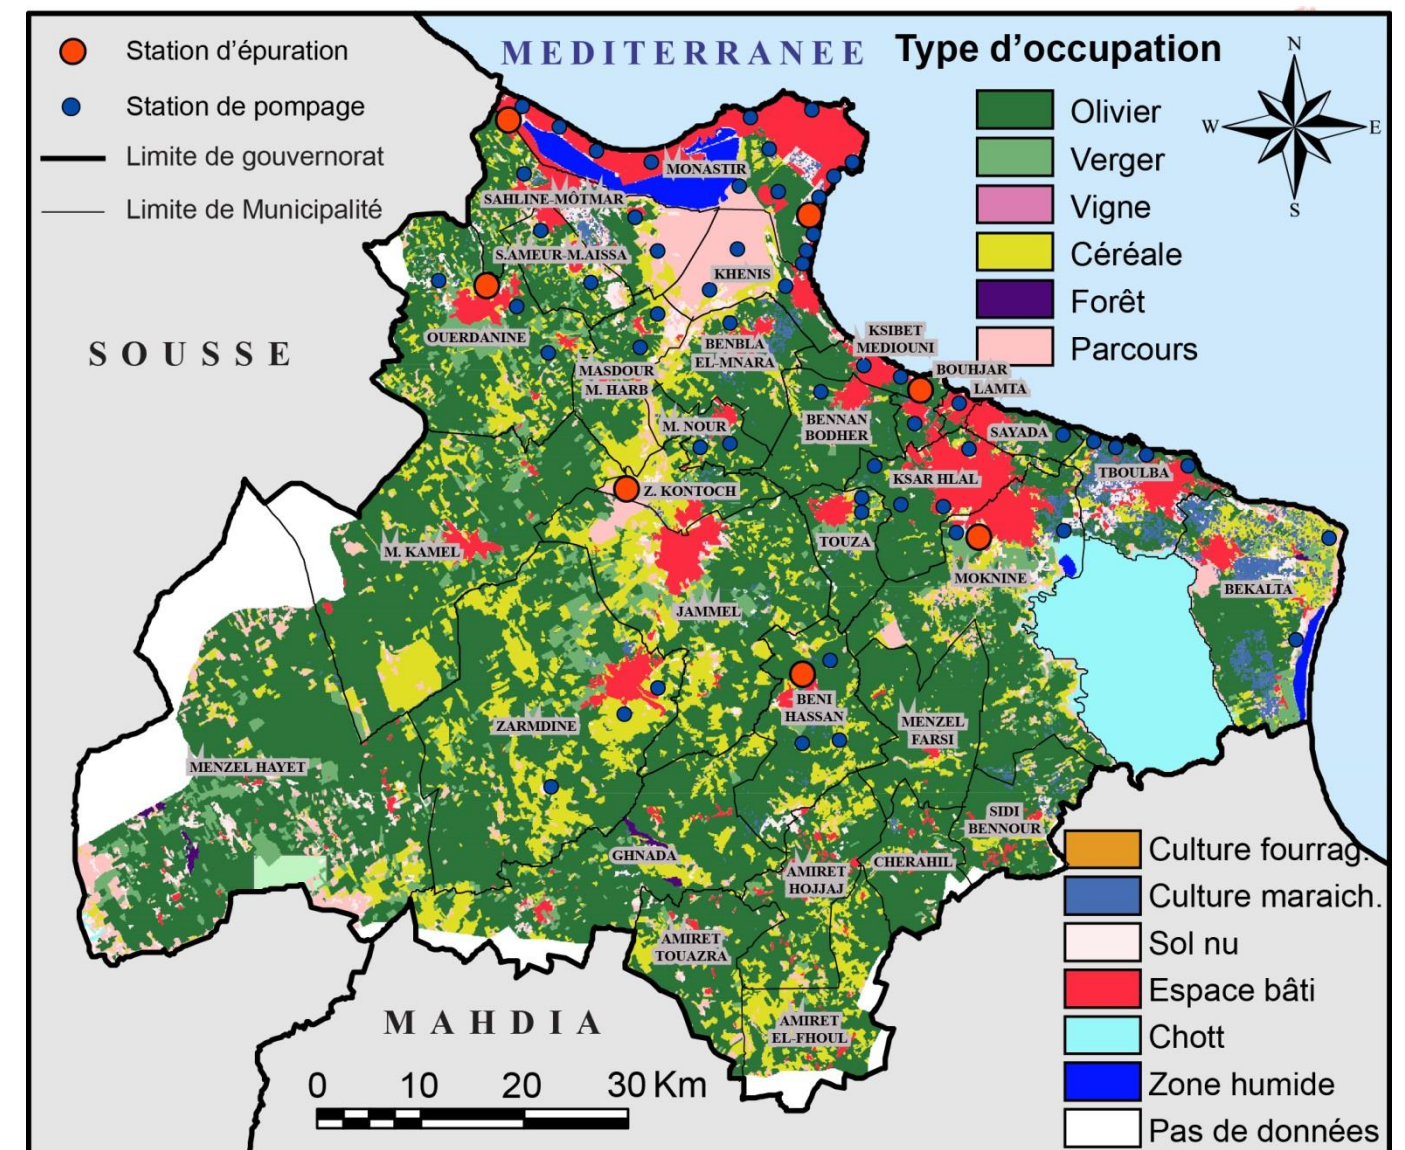 Station d'épuration
Station de pompage
Limite de gouvernorat
Limite de Municipalité
MEDITERRANEE
Type d'occupation
Olivier
Verger
Vigne
Céréale
Forêt
Parcours
N
W
E
S
MONASTIR
SAHLINE-MÔTMAR
S.AMEUR-M.AISSA
KHENIS
OUERDANINE
SOUSSE
MASDOUR
M. HARB
BENBLA
EL-MNARA
KSIBET
MEDIOUNI
BOUHJAR
LAMTA
BENNAN
BODHER
M. NOUR
SAYADA
TBOULBA
KSAR HLAL
Z. KONTOCH
TOUZA
M. KAMEL
MOKNINE
BEKALTA
JAMMEL
ZARMDINE
BENI
HASSAN
MENZEL
FARSI
MENZEL HAYET
SIDI
BENNOUR
GHNADA
AMIRET
HOJJAJ
CHERAHIL
AMIRET
TOUAZRA
AMIRET
EL-FHOUL
MAHDIA
0 10 20 30 Km
Culture fourrag.
Culture maraich.
Sol nu
Espace bâti
Chott
Zone humide
Pas de données